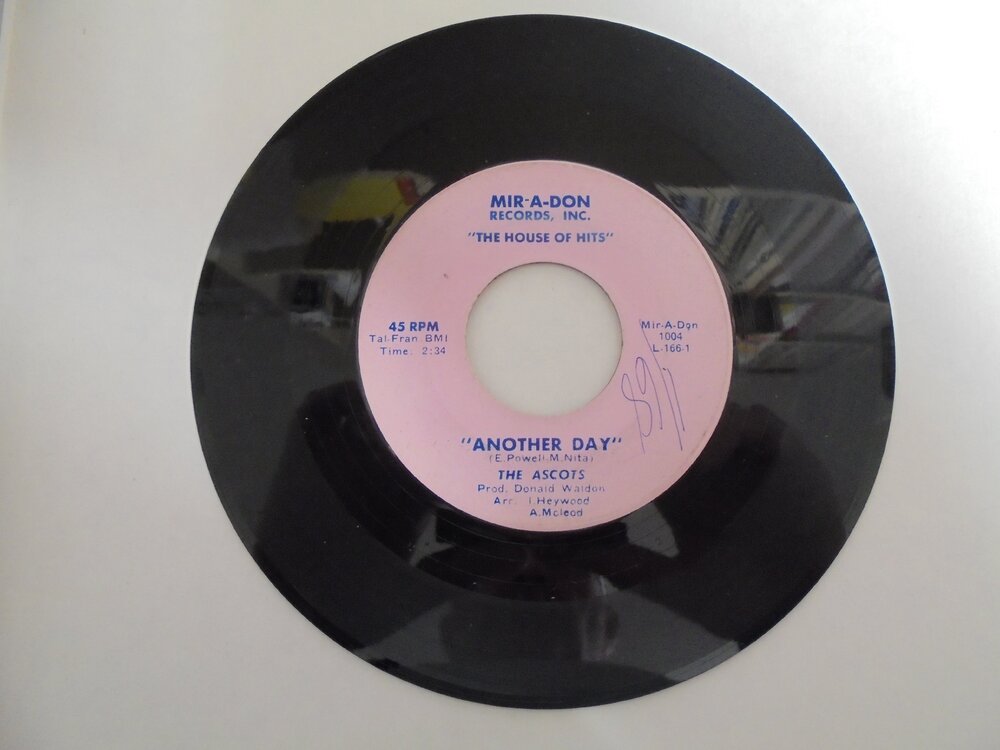 MIR-A-DON
RECORDS, INC.
"THE HOUSE OF HITS"
45 RPM
Tal-Fran BMI
Time: 2:34
Mir-A-Don
1004
L-166-1
"ANOTHER DAY"
(E. Powell-M. Nita)
THE ASCOTS
Prod. Donald Waldon
Arr. I. Heywood
A. Mcleod